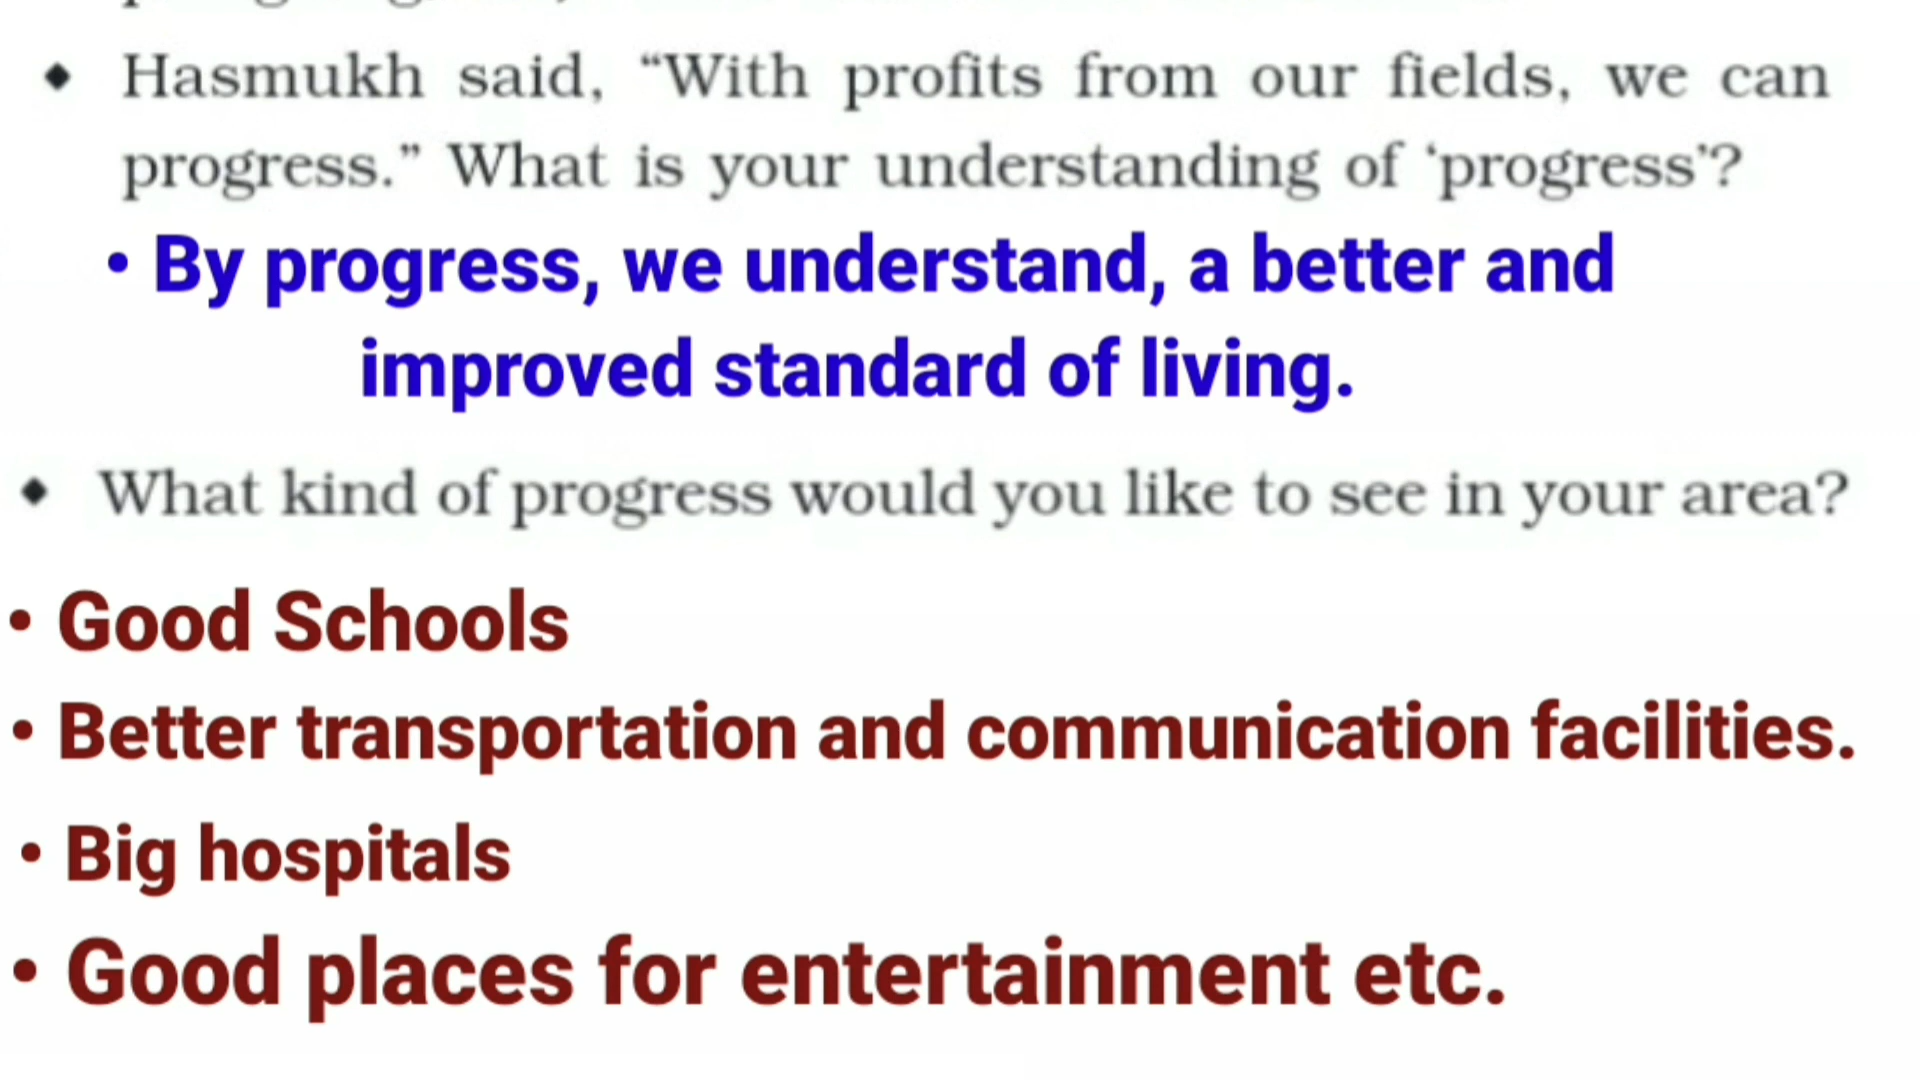 ◆ Hasmukh said, “With profits from our fields, we can
progress.” What is your understanding of ‘progress’?
• By progress, we understand, a better and
improved standard of living.
◆ What kind of progress would you like to see in your area?
• Good Schools
• Better transportation and communication facilities.
• Big hospitals
• Good places for entertainment etc.